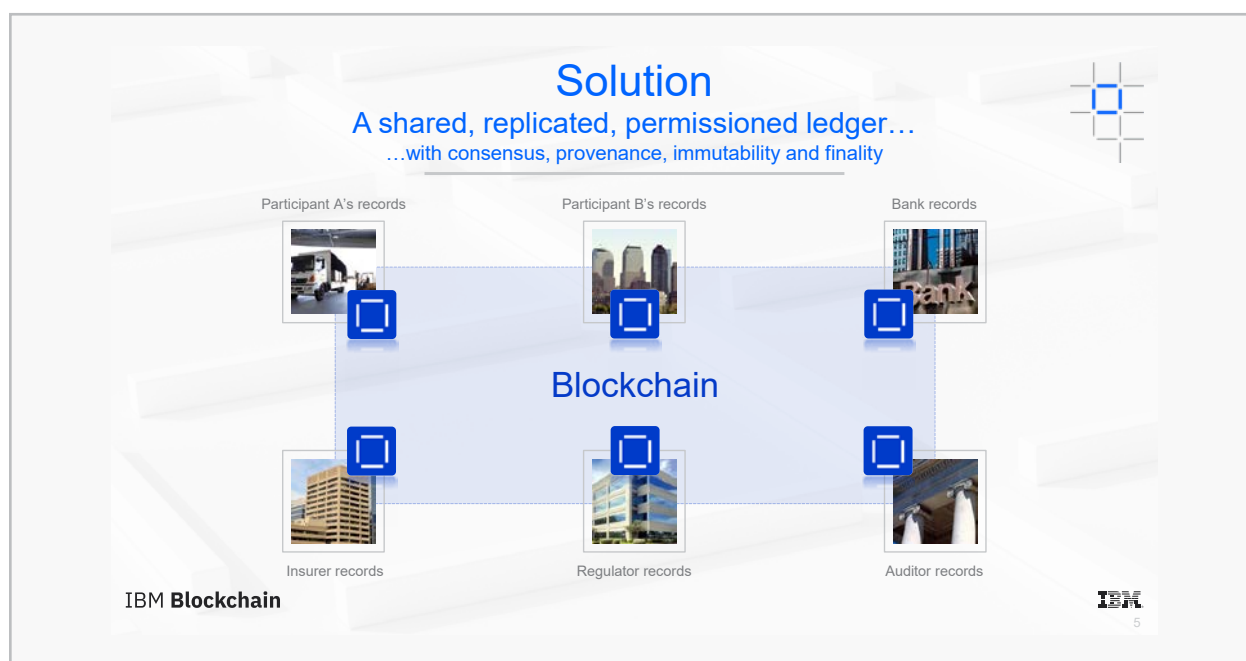 Solution
A shared, replicated, permissioned ledger…
…with consensus, provenance, immutability and finality
Participant A’s records
Participant B’s records
Bank records
Bank
Blockchain
Insurer records
Regulator records
Auditor records
IBM Blockchain
IBM
5